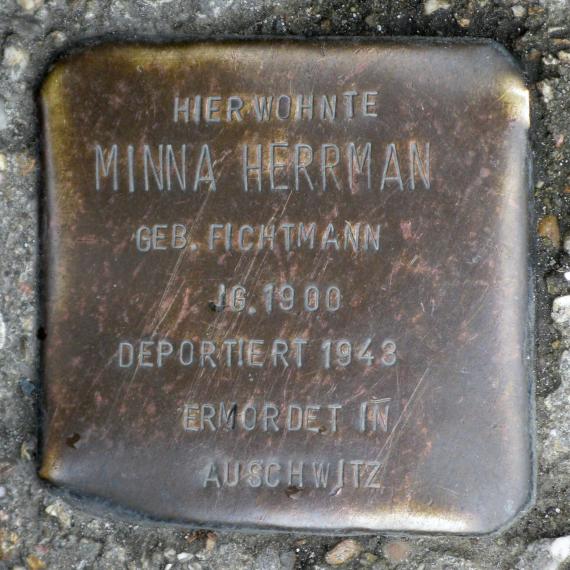 HIER WOHNTE
MINNA HERRMAN
GEB. FICHTMANN
JG. 1900
DEPORTIERT 1943
ERMORDET IN
AUSCHWITZ